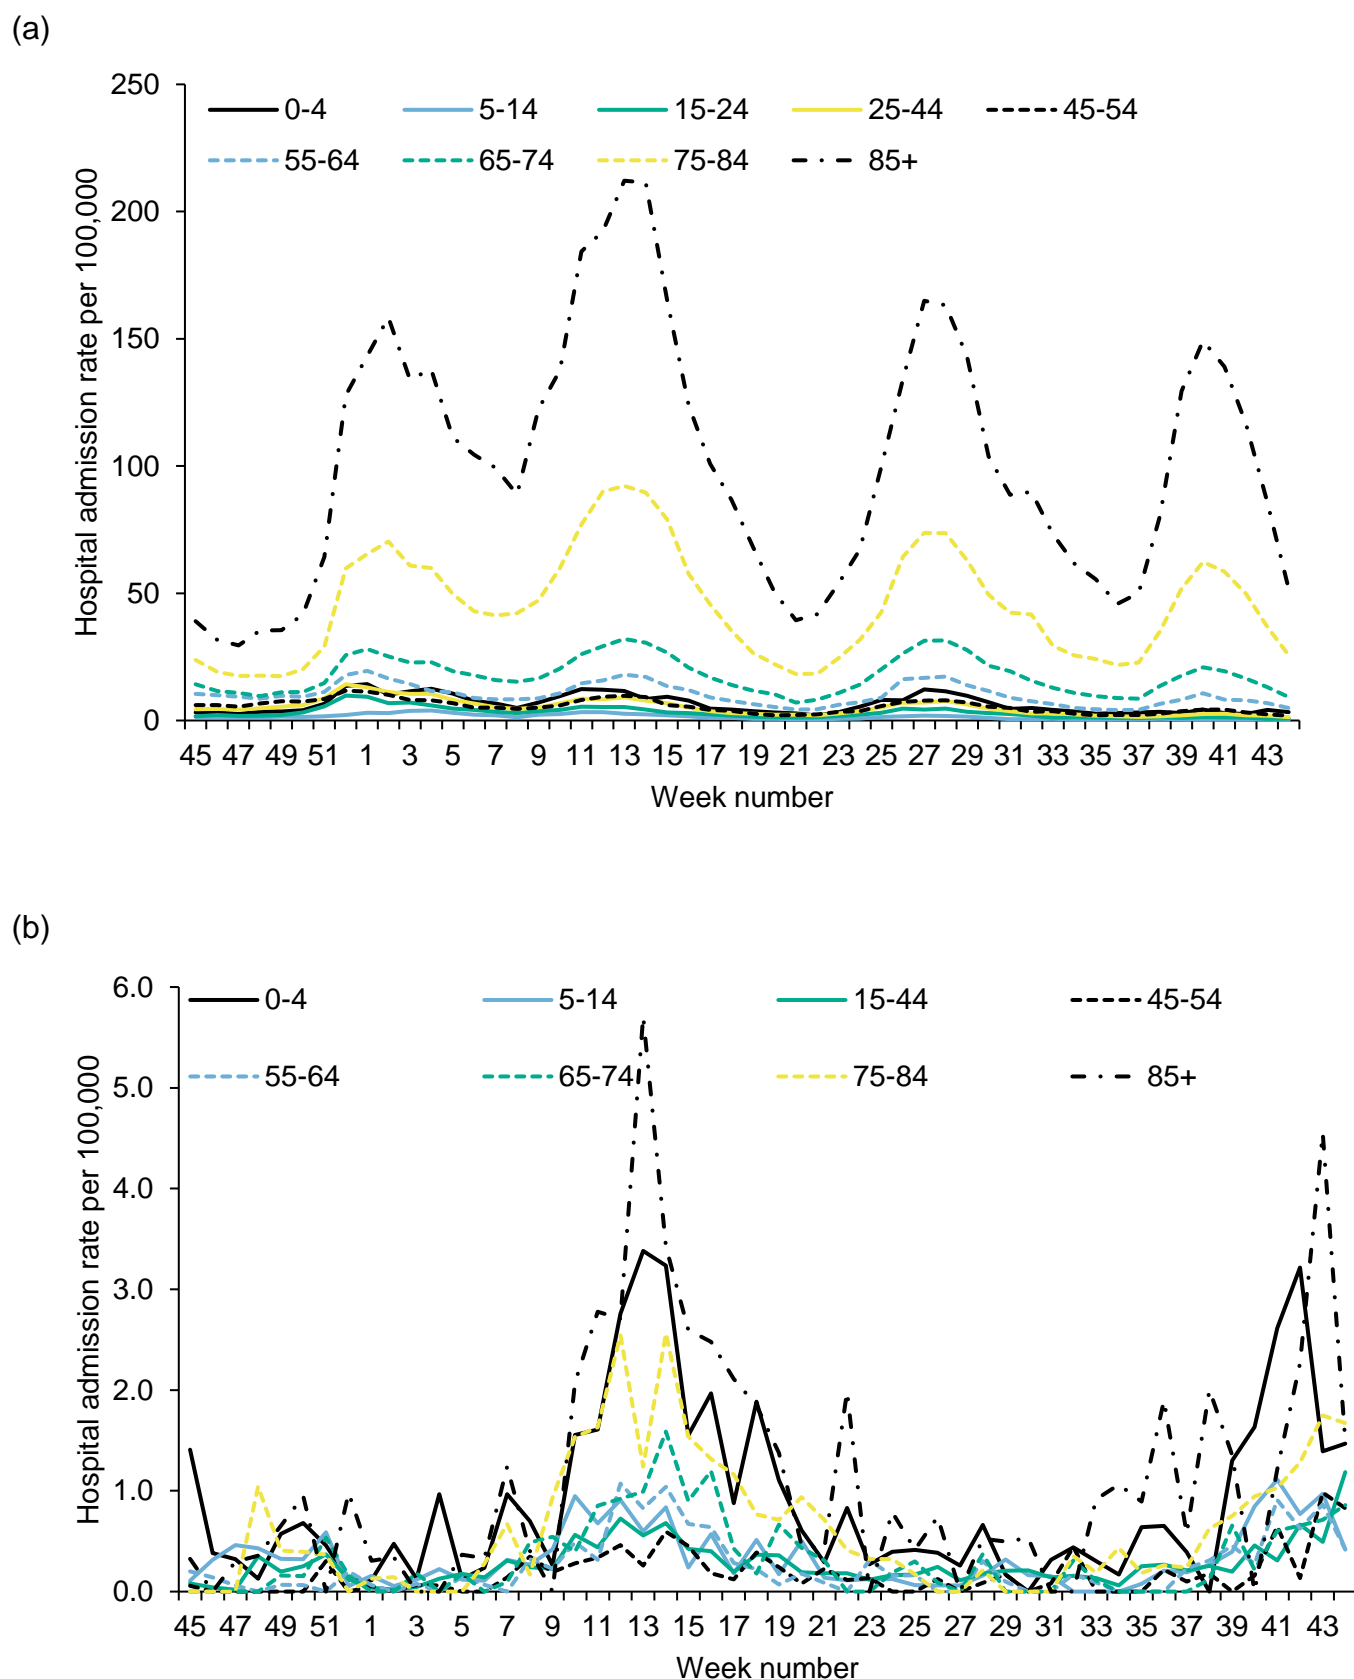 (a)
Hospital admission rate per 100,000
250
200
150
100
50
0
0-4 5-14 15-24 25-44 45-54
55-64 65-74 75-84 85+
45 47 49 51 1 3 5 7 9 11 13 15 17 19 21 23 25 27 29 31 33 35 37 39 41 43
Week number
(b)
Hospital admission rate per 100,000
6.0
5.0
4.0
3.0
2.0
1.0
0.0
0-4 5-14 15-44 45-54
55-64 65-74 75-84 85+
45 47 49 51 1 3 5 7 9 11 13 15 17 19 21 23 25 27 29 31 33 35 37 39 41 43
Week number